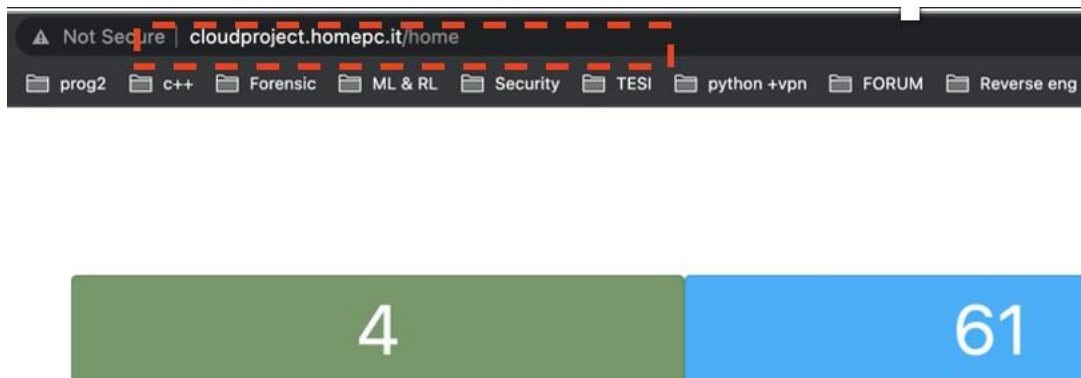 Not Secure | cloudproject.homepc.it/home
prog2 c++ Forensic ML & RL Security TESI python +vpn FORUM Reverse eng
4 61